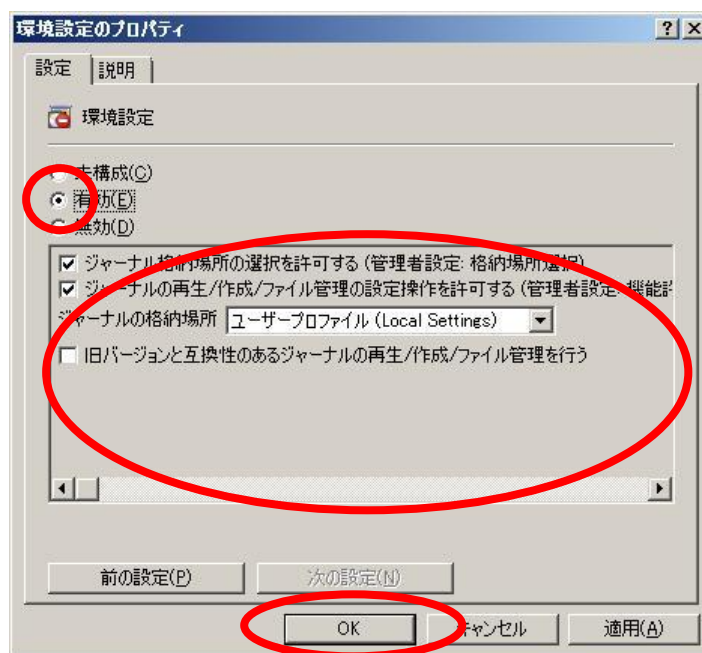 環境設定のプロパティ
設定 説明
環境設定
未構成(C)
有効(E)
無効(D)
ジャーナル格納場所の選択を許可する (管理者設定: 格納場所選択)
ジャーナルの再生/作成/ファイル管理の設定操作を許可する (管理者設定: 機能許
ジャーナルの格納場所 ユーザープロファイル (Local Settings)
旧バージョンと互換性のあるジャーナルの再生/作成/ファイル管理を行う
前の設定(P) 次の設定(N)
OK キャンセル 適用(A)